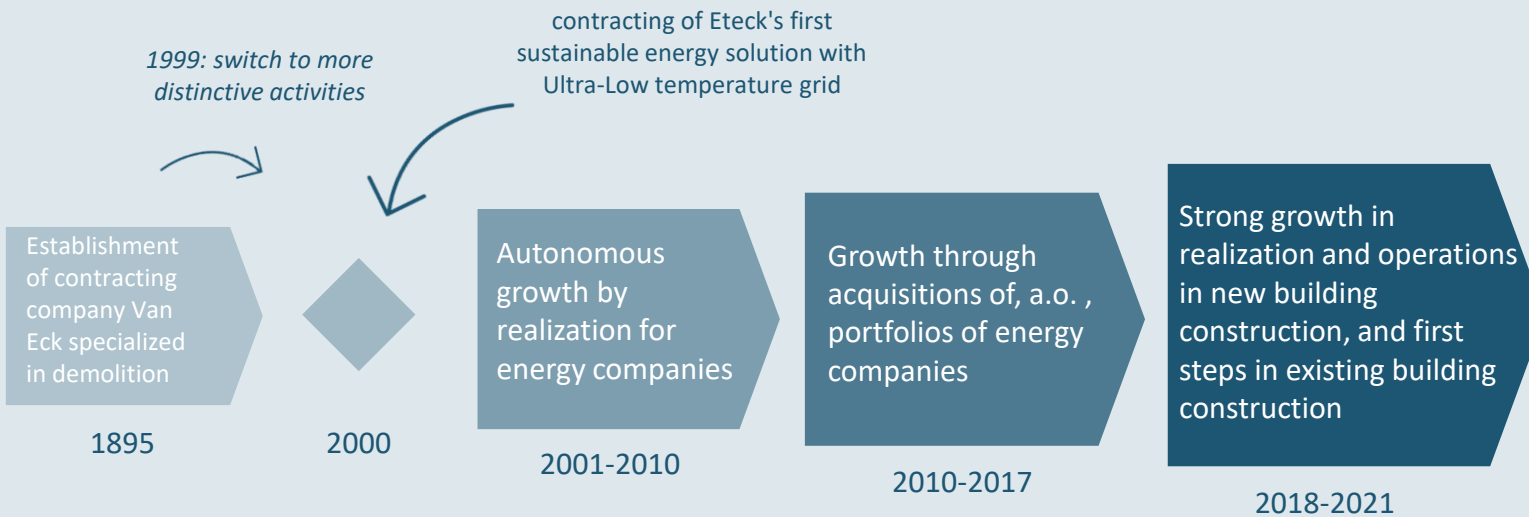 1999: switch to more
distinctive activities
contracting of Eteck's first
sustainable energy solution with
Ultra-Low temperature grid
Establishment
of contracting
company Van
Eck specialized
in demolition
1895
2000
Autonomous
growth by
realization for
energy companies
2001-2010
Growth through
acquisitions of, a.o. ,
portfolios of energy
companies
2010-2017
Strong growth in
realization and operations
in new building
construction, and first
steps in existing building
construction
2018-2021